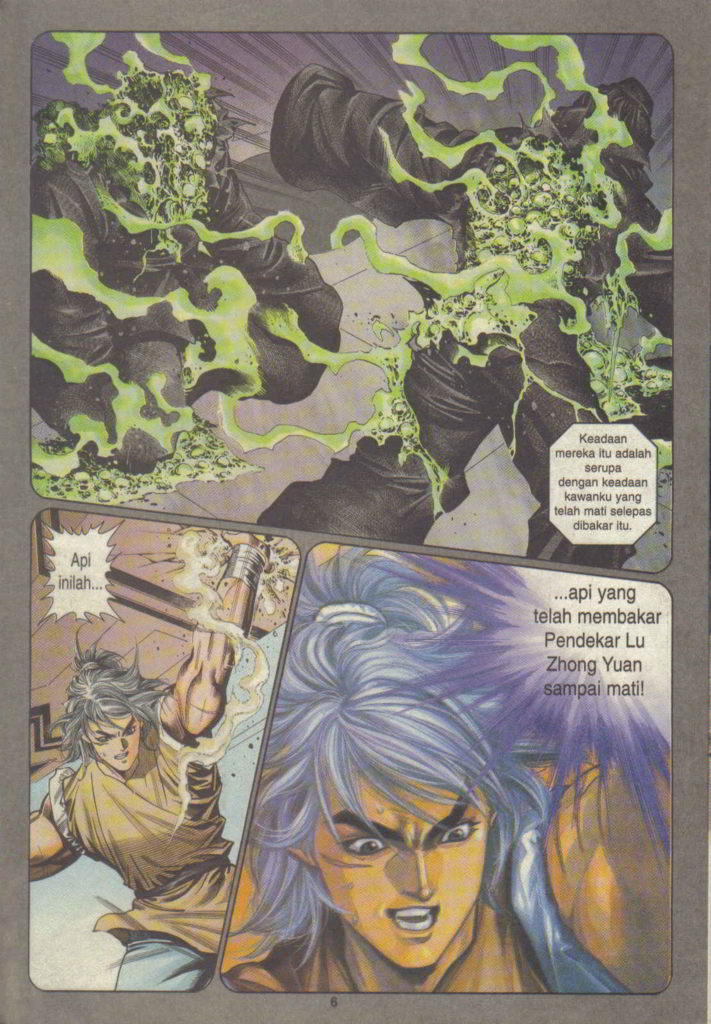 Keadaan
mereka itu adalah
serupa
dengan keadaan
kawanku yang
telah mati selepas
dibakar itu.
Api
inilah...
...api yang
telah membakar
Pendekar Lu
Zhong Yuan
sampai mati!
6